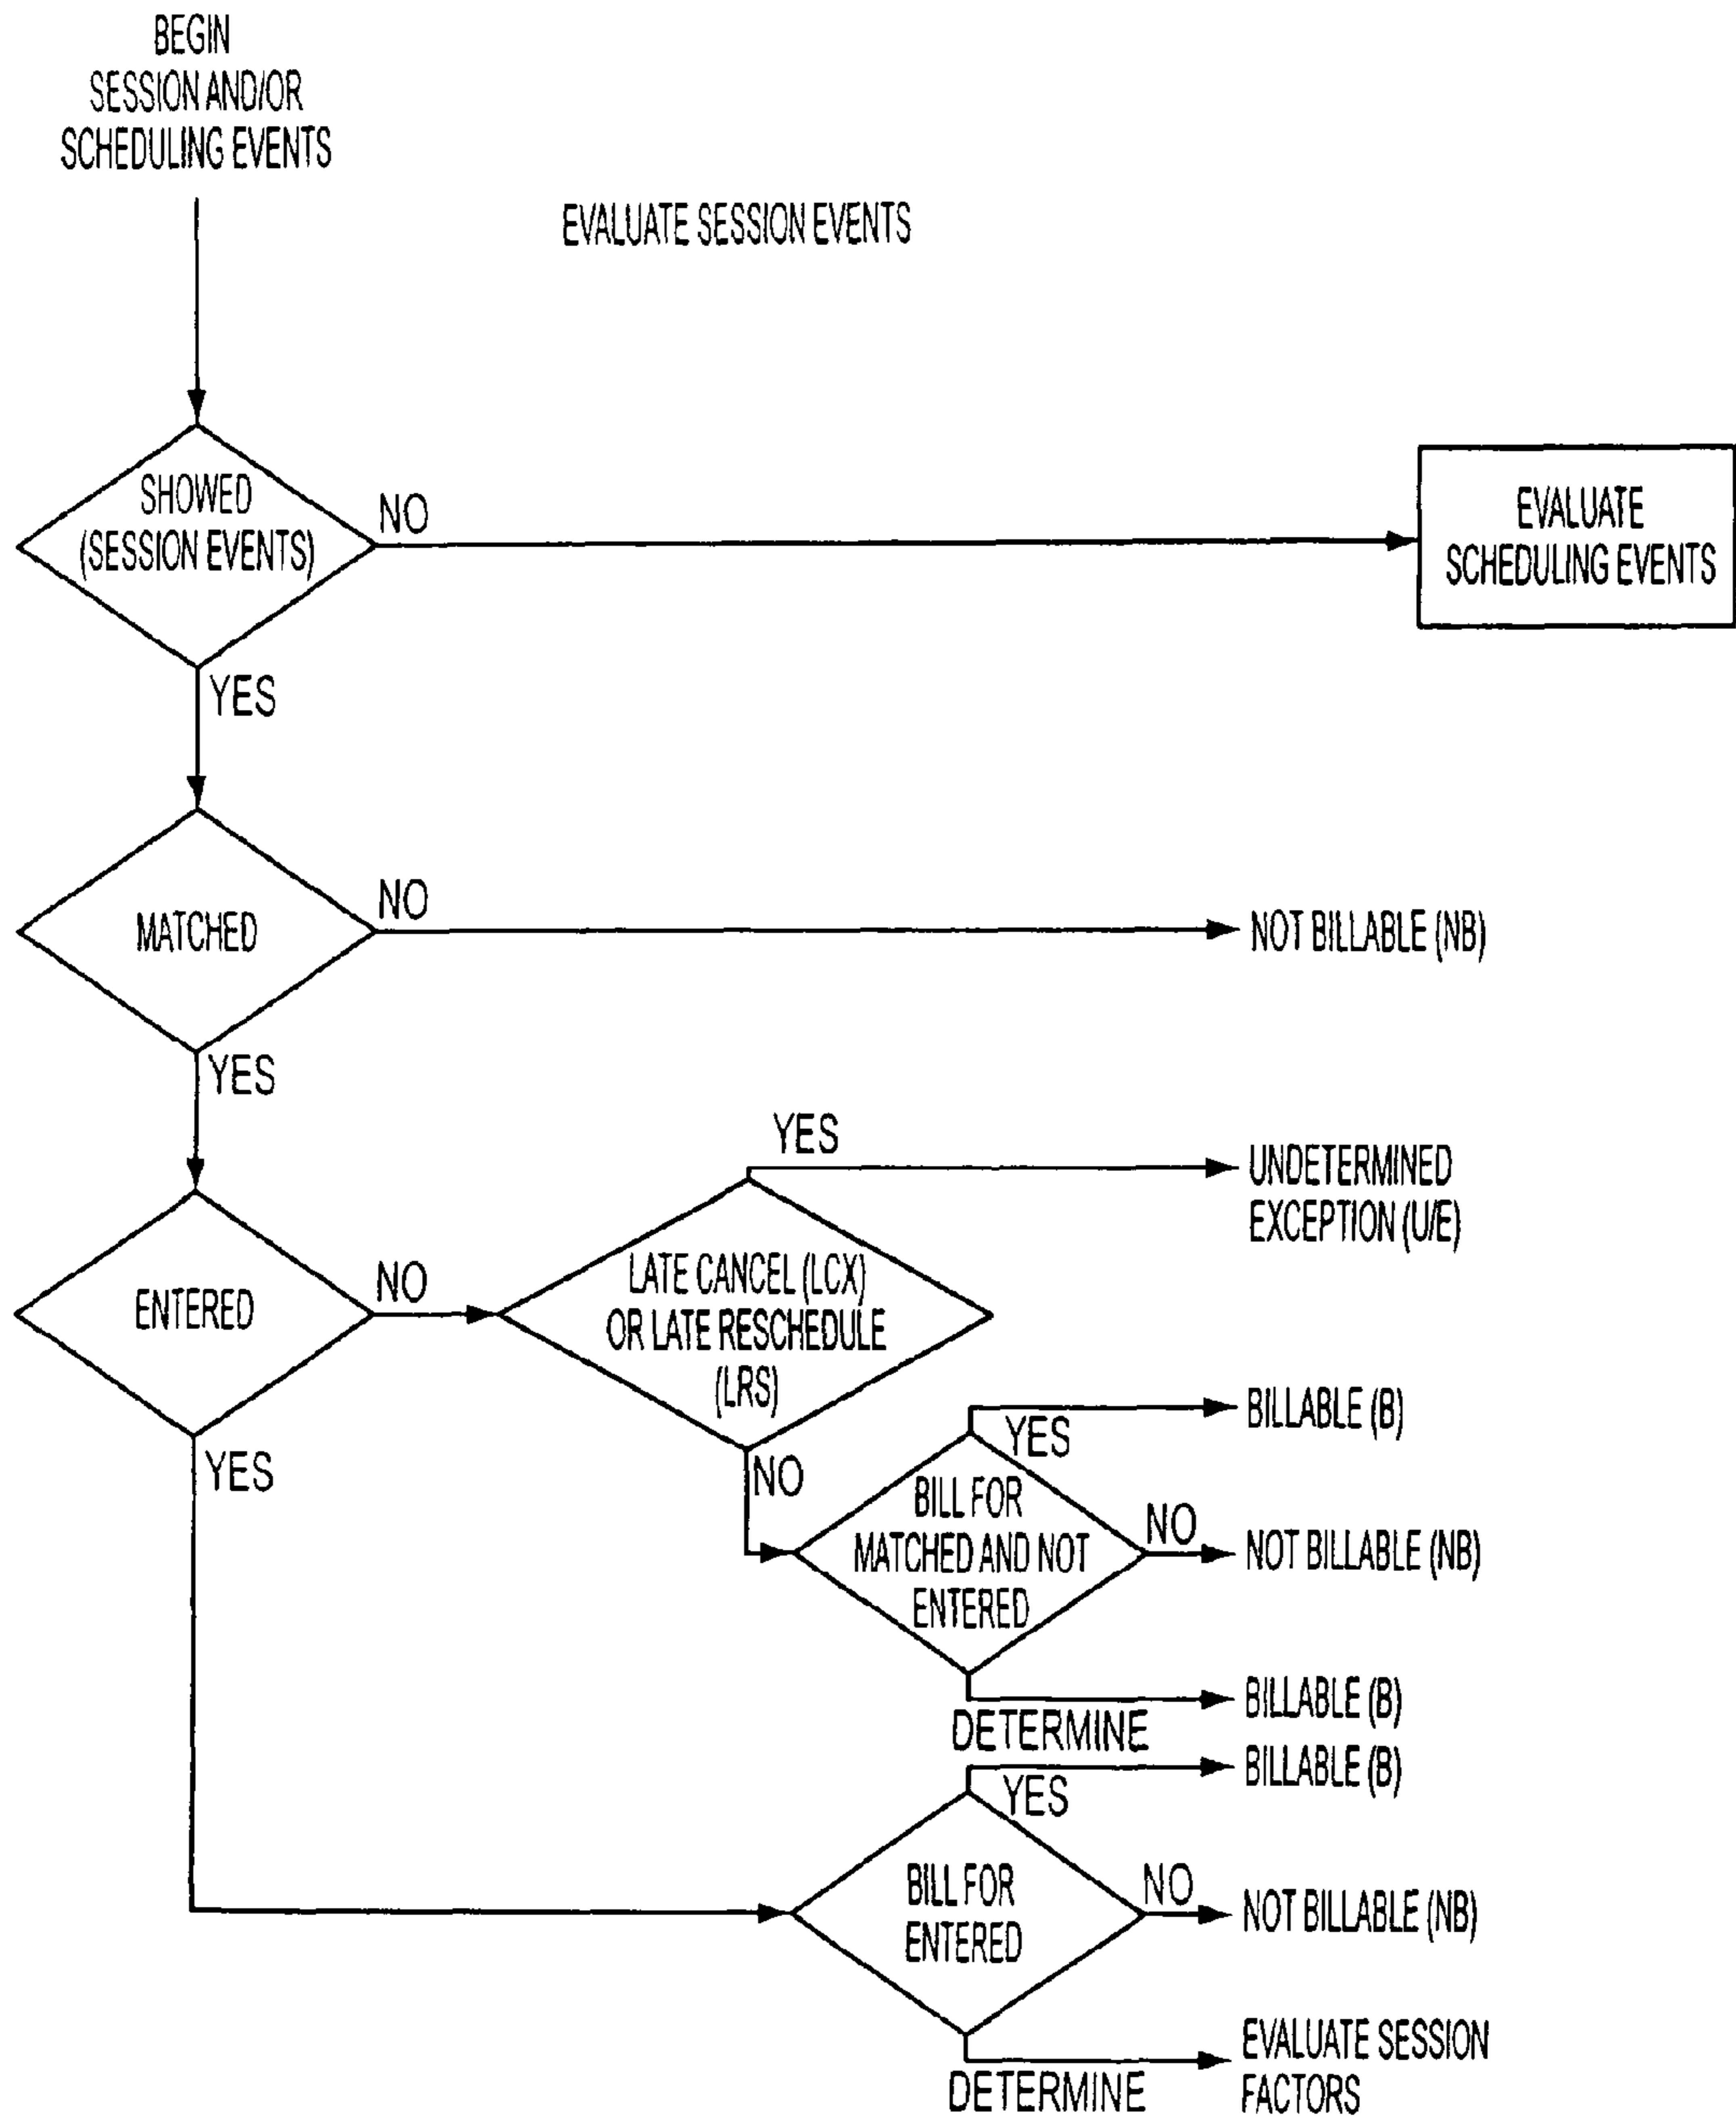 BEGIN
SESSION AND/OR
SCHEDULING EVENTS
EVALUATE SESSION EVENTS
SHOWED
(SESSION EVENTS)
NO
EVALUATE
SCHEDULING EVENTS
YES
MATCHED
NO
NOT BILLABLE (NB)
YES
ENTERED
NO
LATE CANCEL (LCX)
OR LATE RESCHEDULE
(LRS)
YES
UNDETERMINED
EXCEPTION (U/E)
NO
YES
BILL FOR
MATCHED AND NOT
ENTERED
YES
BILLABLE (B)
NO
NOT BILLABLE (NB)
DETERMINE
BILLABLE (B)
BILL FOR
ENTERED
YES
BILLABLE (B)
NO
NOT BILLABLE (NB)
DETERMINE
EVALUATE SESSION
FACTORS